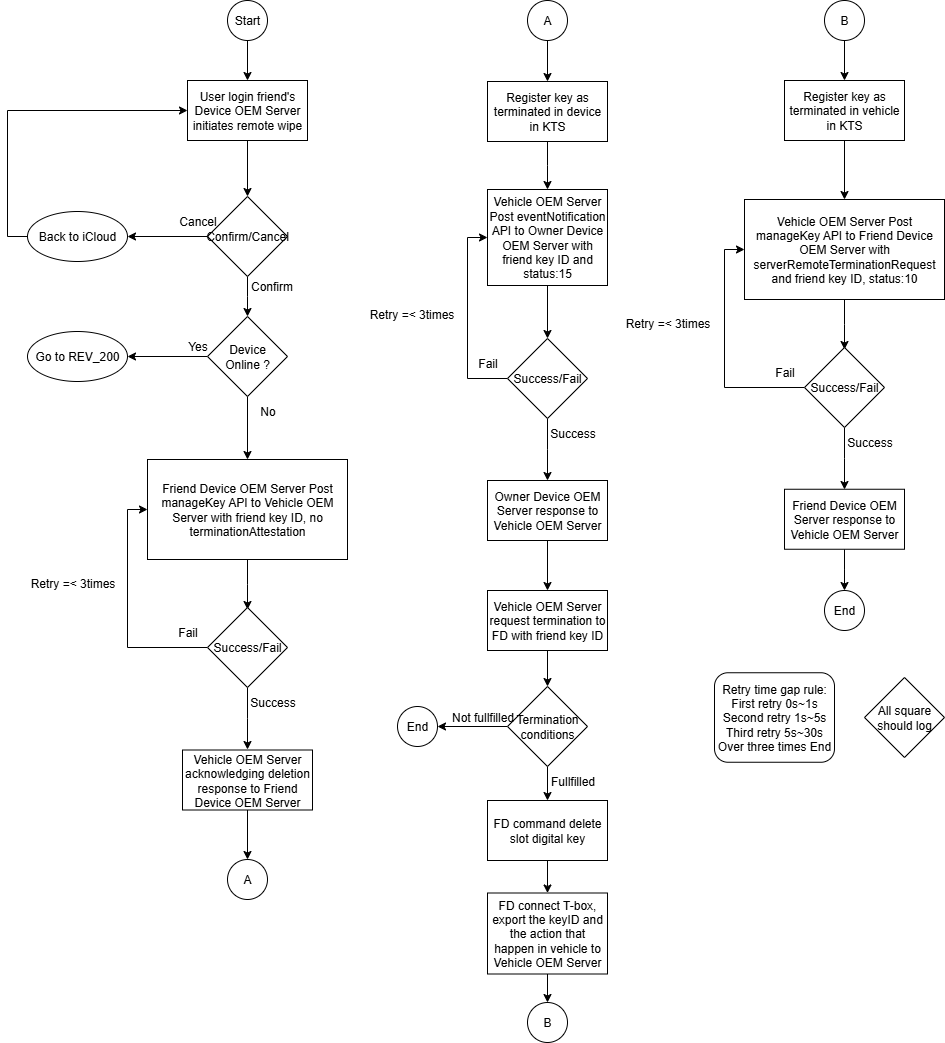 Start
User login friend's
Device OEM Server
initiates remote wipe
Cancel
Confirm/Cancel
Back to iCloud
Confirm
Yes
Device
Online ?
Go to REV_200
No
Friend Device OEM Server Post
manageKey API to Vehicle OEM
Server with friend key ID, no
terminationAttestation
Retry =< 3times
Fail
Success/Fail
Success
Vehicle OEM Server
acknowledging deletion
response to Friend
Device OEM Server
A
A
Register key as
terminated in device
in KTS
Vehicle OEM Server
Post eventNotification
API to Owner Device
OEM Server with
friend key ID and
status:15
Retry =< 3times
Fail
Success/Fail
Success
Owner Device OEM
Server response to
Vehicle OEM Server
Vehicle OEM Server
request termination to
FD with friend key ID
End
Not fullfilled
Termination
conditions
Fullfilled
FD command delete
slot digital key
FD connect T-box,
export the keyID and
the action that
happen in vehicle to
Vehicle OEM Server
B
B
Register key as
terminated in vehicle
in KTS
Vehicle OEM Server Post
manageKey API to Friend Device
OEM Server with
serverRemoteTerminationRequest
and friend key ID, status:10
Retry =< 3times
Fail
Success/Fail
Success
Friend Device OEM
Server response to
Vehicle OEM Server
End
Retry time gap rule:
First retry 0s~1s
Second retry 1s~5s
Third retry 5s~30s
Over three times End
All square
should log